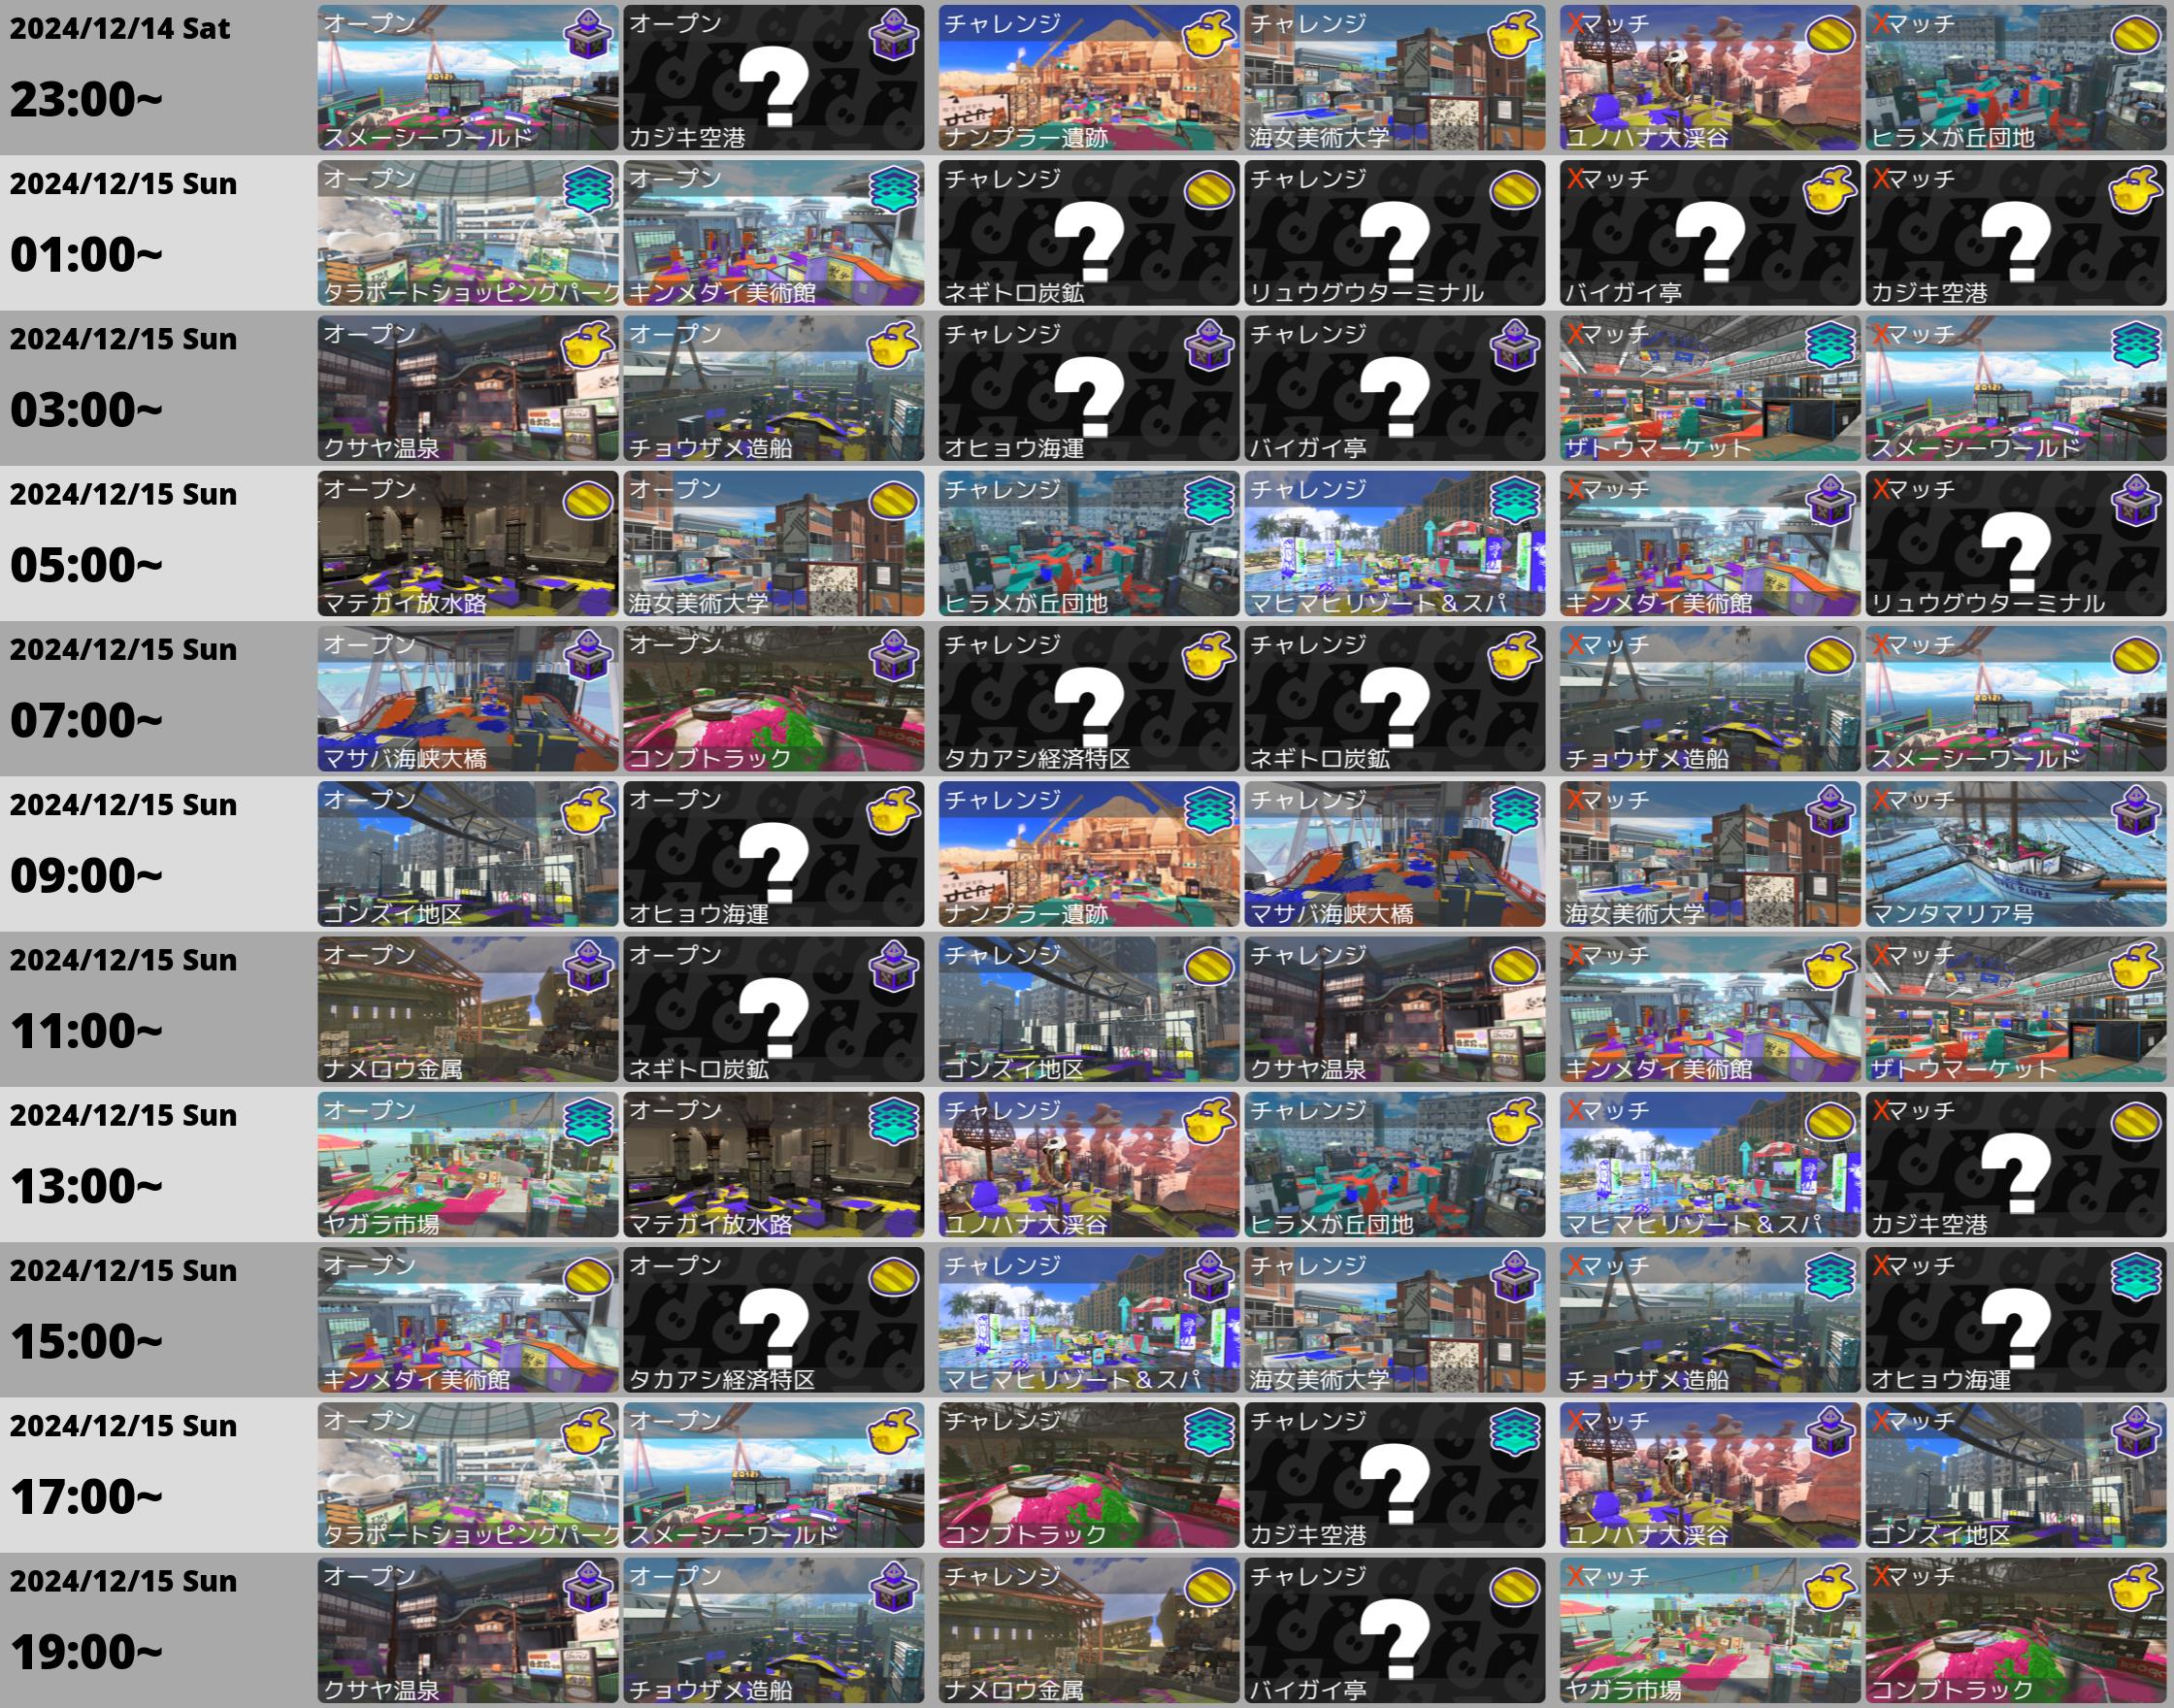 2024/12/14 Sat
23:00~
オープン オープン チャレンジ チャレンジ Xマッチ Xマッチ
スメーシーワールド カジキ空港 ナンプラー遺跡 海女美術大学 ユノハナ大渓谷 ヒラメが丘団地
2024/12/15 Sun
01:00~
オープン オープン チャレンジ チャレンジ Xマッチ Xマッチ
タラポートショッピングパーク キンメダイ美術館 ネギトロ炭鉱 リュウグウターミナル バイガイ亭 カジキ空港
2024/12/15 Sun
03:00~
オープン オープン チャレンジ チャレンジ Xマッチ Xマッチ
クサヤ温泉 チョウザメ造船 オヒョウ海運 バイガイ亭 ザトウマーケット スメーシーワールド
2024/12/15 Sun
05:00~
オープン オープン チャレンジ チャレンジ Xマッチ Xマッチ
マテガイ放水路 海女美術大学 ヒラメが丘団地 マヒマヒリゾート&スパ キンメダイ美術館 リュウグウターミナル
2024/12/15 Sun
07:00~
オープン オープン チャレンジ チャレンジ Xマッチ Xマッチ
マサバ海峡大橋 コンブトラック タカアシ経済特区 ネギトロ炭鉱 チョウザメ造船 スメーシーワールド
2024/12/15 Sun
09:00~
オープン オープン チャレンジ チャレンジ Xマッチ Xマッチ
ゴンズイ地区 オヒョウ海運 ナンプラー遺跡 マサバ海峡大橋 海女美術大学 マンタマリア号
2024/12/15 Sun
11:00~
オープン オープン チャレンジ チャレンジ Xマッチ Xマッチ
ナメロウ金属 ネギトロ炭鉱 ゴンズイ地区 クサヤ温泉 キンメダイ美術館 ザトウマーケット
2024/12/15 Sun
13:00~
オープン オープン チャレンジ チャレンジ Xマッチ Xマッチ
ヤガラ市場 マテガイ放水路 ユノハナ大渓谷 ヒラメが丘団地 マヒマヒリゾート&スパ カジキ空港
2024/12/15 Sun
15:00~
オープン オープン チャレンジ チャレンジ Xマッチ Xマッチ
キンメダイ美術館 タカアシ経済特区 マヒマヒリゾート&スパ 海女美術大学 チョウザメ造船 オヒョウ海運
2024/12/15 Sun
17:00~
オープン オープン チャレンジ チャレンジ Xマッチ Xマッチ
タラポートショッピングパーク スメーシーワールド コンブトラック カジキ空港 ユノハナ大渓谷 ゴンズイ地区
2024/12/15 Sun
19:00~
オープン オープン チャレンジ チャレンジ Xマッチ Xマッチ
クサヤ温泉 チョウザメ造船 ナメロウ金属 バイガイ亭 ヤガラ市場 コンブトラック